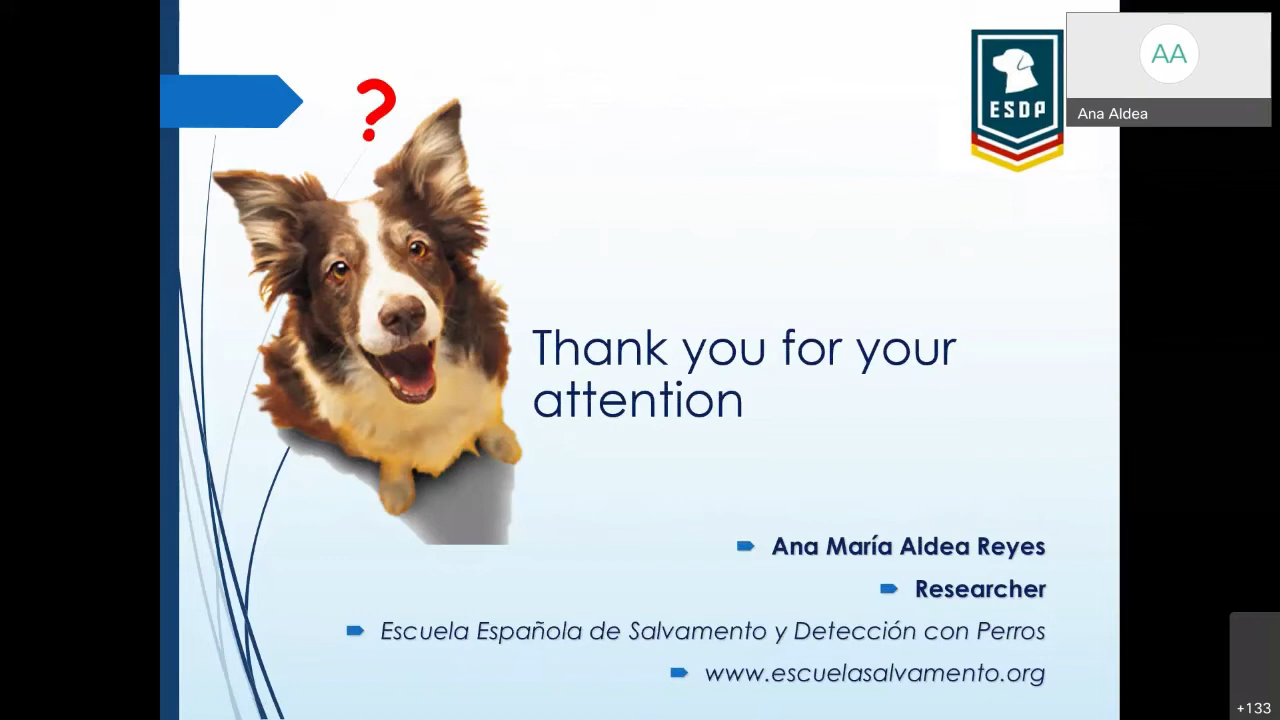 ?
ESDP
AA
Ana Aldea
Thank you for your
attention
Ana María Aldea Reyes
Researcher
Escuela Española de Salvamento y Detección con Perros
www.escuelasalvamento.org
+133